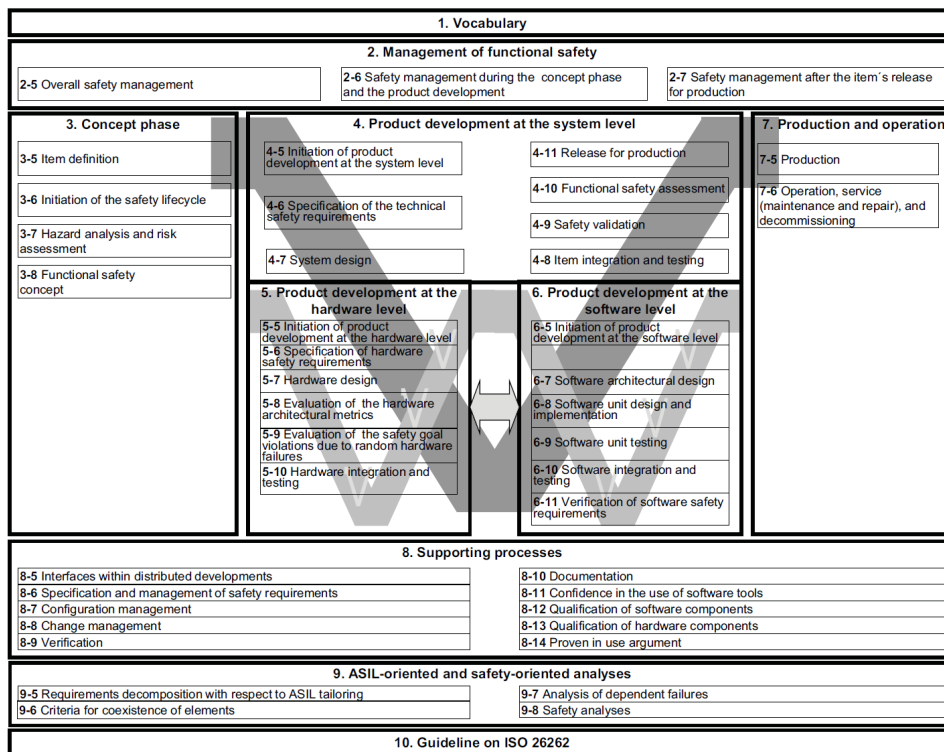 1. Vocabulary
2. Management of functional safety
2-5 Overall safety management
2-6 Safety management during the concept phase
and the product development
2-7 Safety management after the item´s release
for production
3. Concept phase
3-5 Item definition
3-6 Initiation of the safety lifecycle
3-7 Hazard analysis and risk
assessment
3-8 Functional safety
concept
4. Product development at the system level
4-5 Initiation of product
development at the system level
4-6 Specification of the technical
safety requirements
4-7 System design
4-11 Release for production
4-10 Functional safety assessment
4-9 Safety validation
4-8 Item integration and testing
7. Production and operation
7-5 Production
7-6 Operation, service
(maintenance and repair), and
decommissioning
5. Product development at the
hardware level
5-5 Initiation of product
development at the hardware level
5-6 Specification of hardware
safety requirements
5-7 Hardware design
5-8 Evaluation of the hardware
architectural metrics
5-9 Evaluation of the safety goal
violations due to random hardware
failures
5-10 Hardware integration and
testing
6. Product development at the
software level
6-5 Initiation of product
development at the software level
6-7 Software architectural design
6-8 Software unit design and
implementation
6-9 Software unit testing
6-10 Software integration and
testing
6-11 Verification of software safety
requirements
8. Supporting processes
8-5 Interfaces within distributed developments
8-6 Specification and management of safety requirements
8-7 Configuration management
8-8 Change management
8-9 Verification
8-10 Documentation
8-11 Confidence in the use of software tools
8-12 Qualification of software components
8-13 Qualification of hardware components
8-14 Proven in use argument
9. ASIL-oriented and safety-oriented analyses
9-5 Requirements decomposition with respect to ASIL tailoring
9-6 Criteria for coexistence of elements
9-7 Analysis of dependent failures
9-8 Safety analyses
10. Guideline on ISO 26262